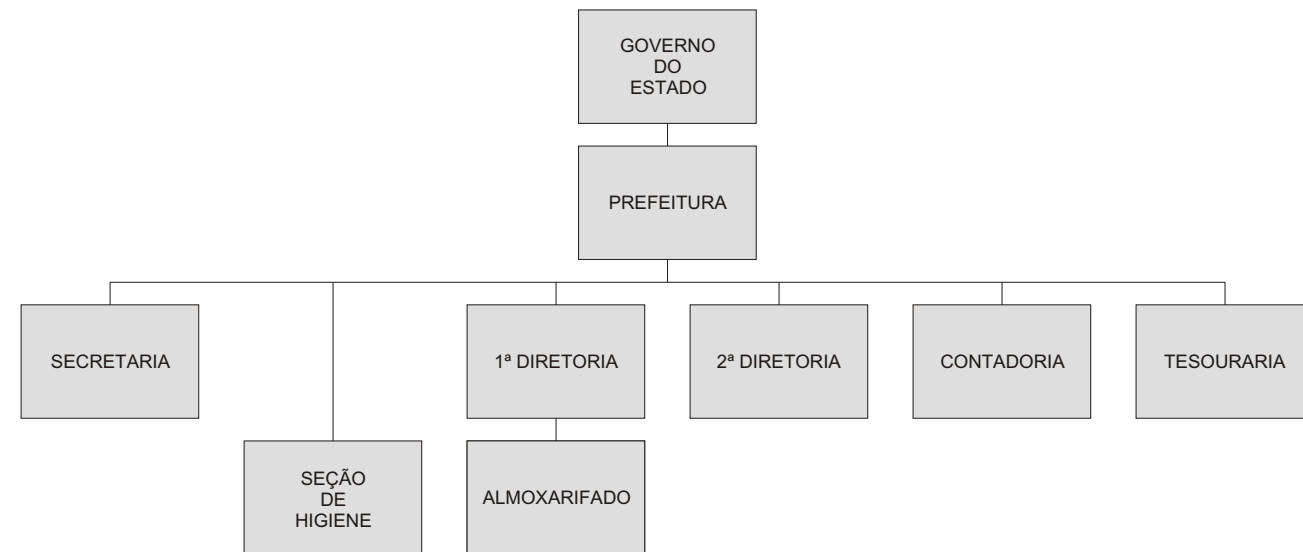 GOVERNO
DO
ESTADO
PREFEITURA
SECRETARIA
1ª DIRETORIA
2ª DIRETORIA
CONTADORIA
TESOURARIA
SEÇÃO
DE
HIGIENE
ALMOXARIFADO